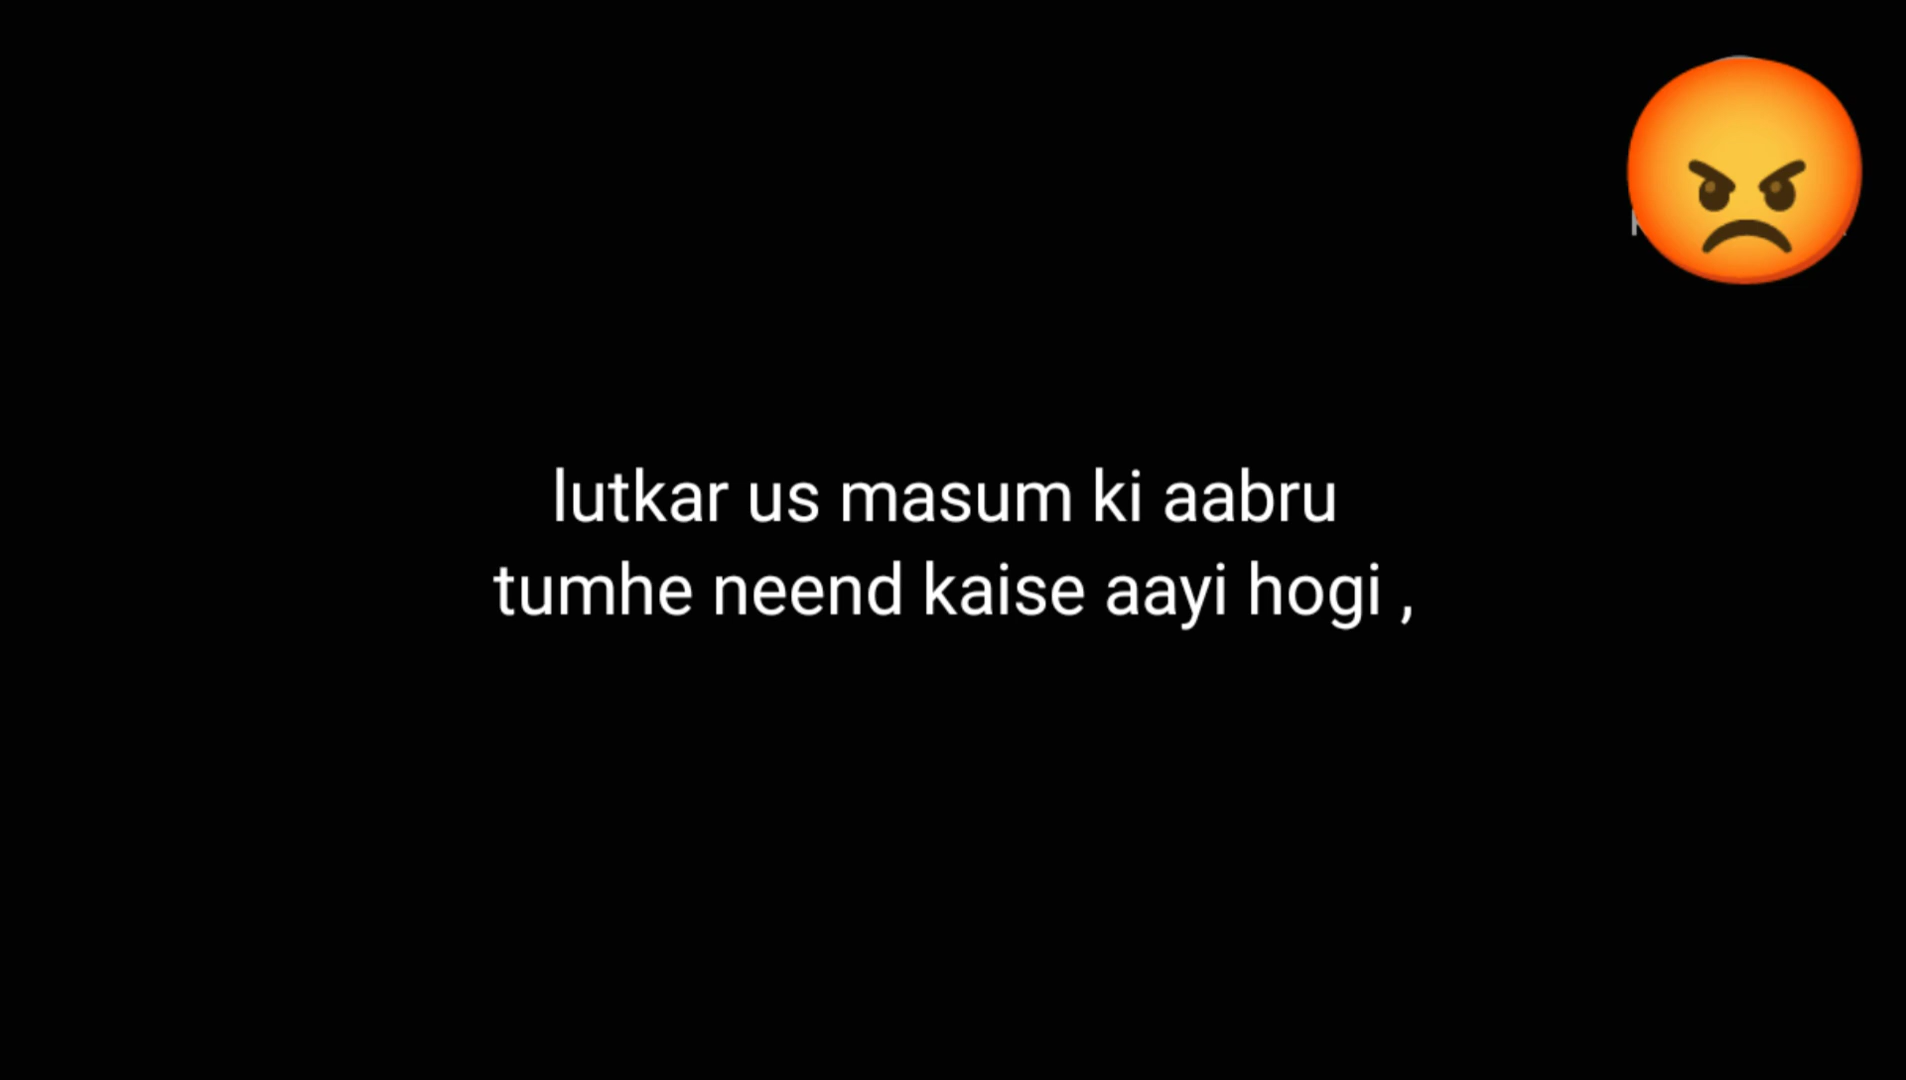 lutkar us masum ki aabru
tumhe neend kaise aayi hogi ,